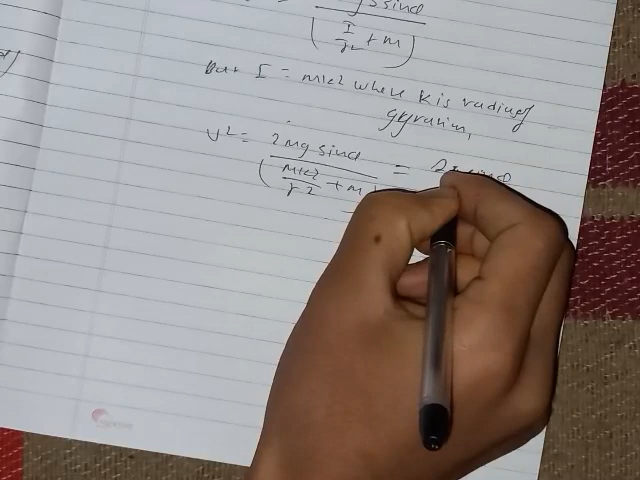 S sinα
( I/r2 + m )
But I = mk2 where K is radius of
gyration,
v2 = 2mg sinα / ( mk2/r2 + m ) =